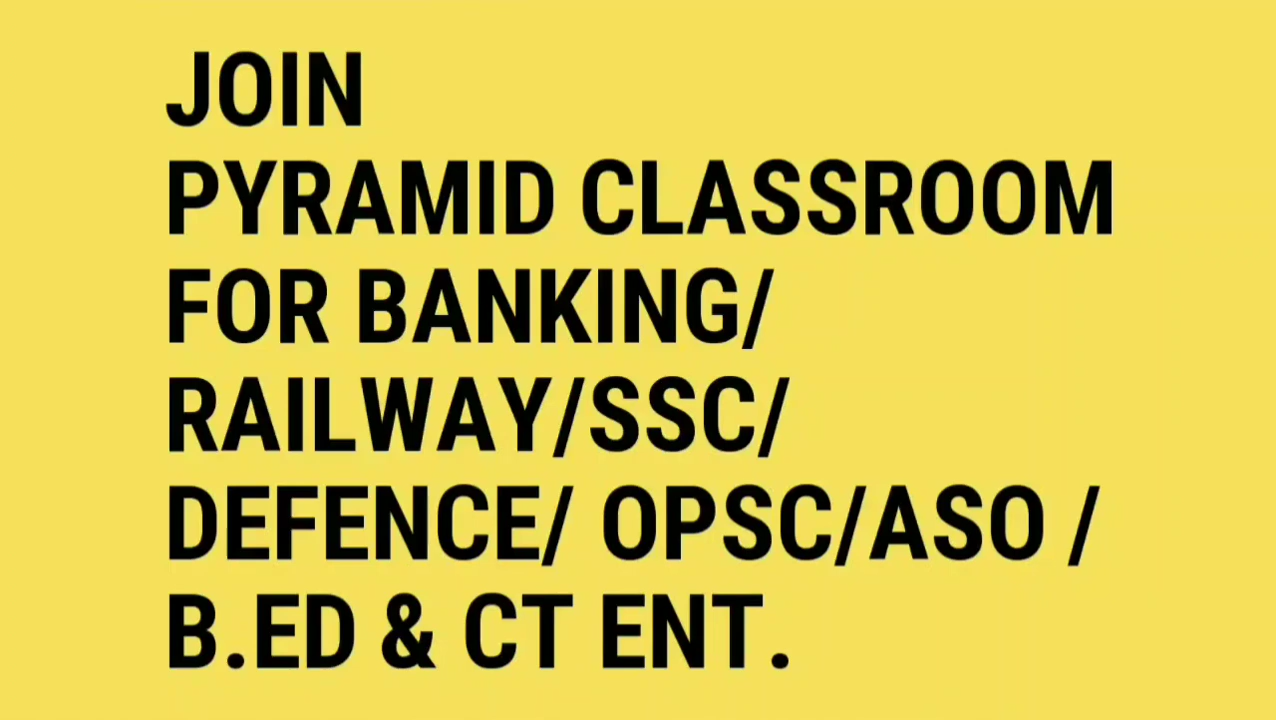 JOIN
PYRAMID CLASSROOM
FOR BANKING/
RAILWAY/SSC/
DEFENCE/ OPSC/ASO /
B.ED & CT ENT.